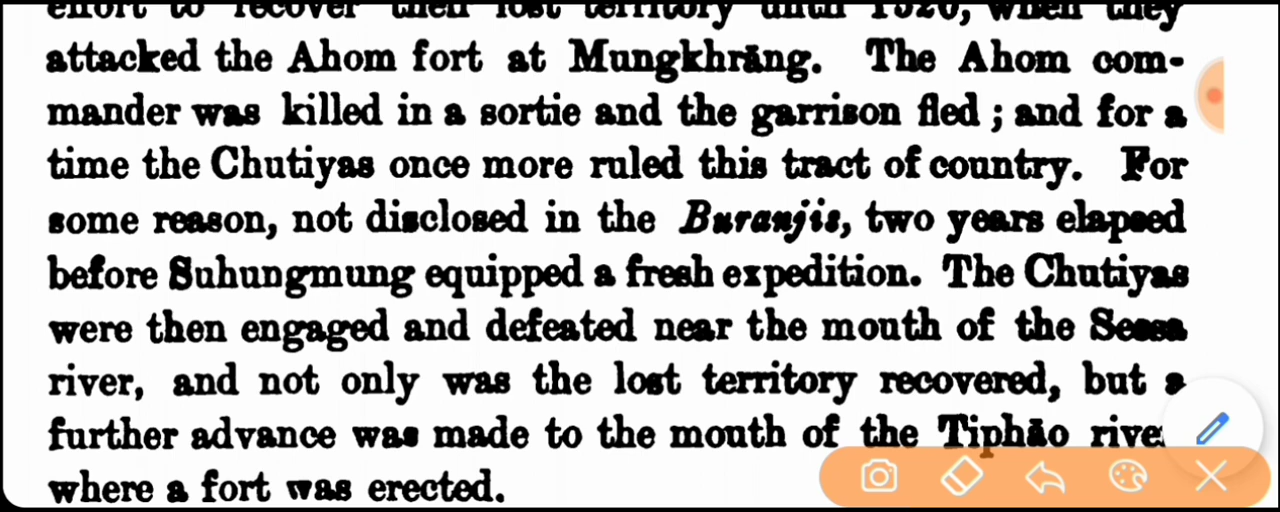 effort to recover their lost territory until 1520, when they
attacked the Ahom fort at Mungkhrāng. The Ahom com-
mander was killed in a sortie and the garrison fled ; and for a
time the Chutiyas once more ruled this tract of country. For
some reason, not disclosed in the Buranjis, two years elapsed
before Suhungmung equipped a fresh expedition. The Chutiyas
were then engaged and defeated near the mouth of the Sessa
river, and not only was the lost territory recovered, but a
further advance was made to the mouth of the Tiphāo river
where a fort was erected.